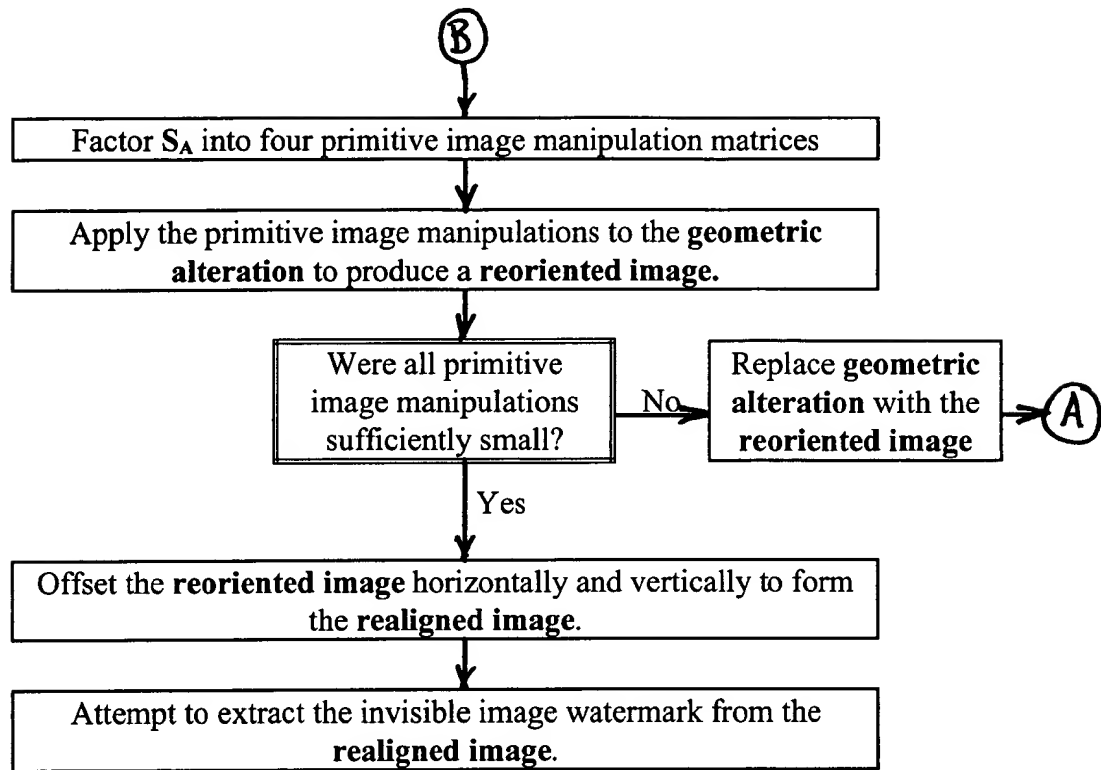 B
Factor SA into four primitive image manipulation matrices
Apply the primitive image manipulations to the geometric
alteration to produce a reoriented image.
Were all primitive
image manipulations
sufficiently small?
No
Replace geometric
alteration with the
reoriented image
A
Yes
Offset the reoriented image horizontally and vertically to form
the realigned image.
Attempt to extract the invisible image watermark from the
realigned image.